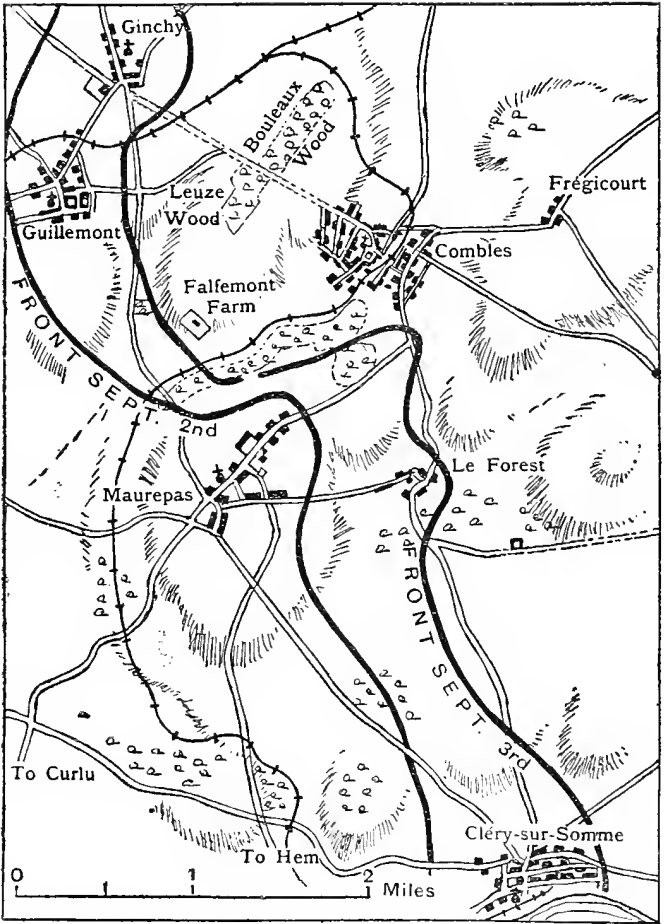 Ginchy
Bouleaux
Wood
Frégicourt
Leuze
Wood
Guillemont
Combles
Falfemont
Farm
FRONT SEPT. 2nd
Le Forest
Maurepas
FRONT SEPT. 3rd
To Curlu
Cléry-sur-Somme
To Hem
0 1 2 Miles